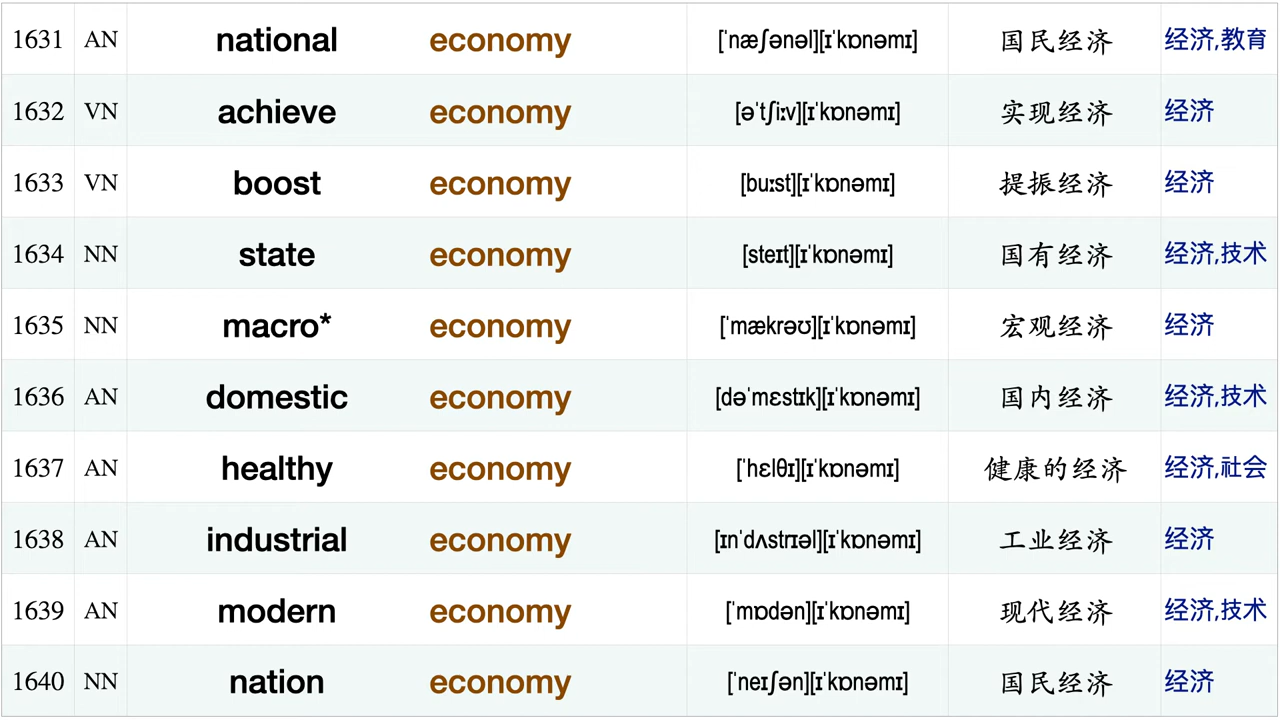 1631 AN national economy [ˈnæʃənəl][ɪˈkɒnəmɪ] 国民经济 经济,教育
1632 VN achieve economy [əˈtʃiːv][ɪˈkɒnəmɪ] 实现经济 经济
1633 VN boost economy [buːst][ɪˈkɒnəmɪ] 提振经济 经济
1634 NN state economy [steɪt][ɪˈkɒnəmɪ] 国有经济 经济,技术
1635 NN macro* economy [ˈmækrəʊ][ɪˈkɒnəmɪ] 宏观经济 经济
1636 AN domestic economy [dəˈmɛstɪk][ɪˈkɒnəmɪ] 国内经济 经济,技术
1637 AN healthy economy [ˈhɛlθɪ][ɪˈkɒnəmɪ] 健康的经济 经济,社会
1638 AN industrial economy [ɪnˈdʌstrɪəl][ɪˈkɒnəmɪ] 工业经济 经济
1639 AN modern economy [ˈmɒdən][ɪˈkɒnəmɪ] 现代经济 经济,技术
1640 NN nation economy [ˈneɪʃən][ɪˈkɒnəmɪ] 国民经济 经济